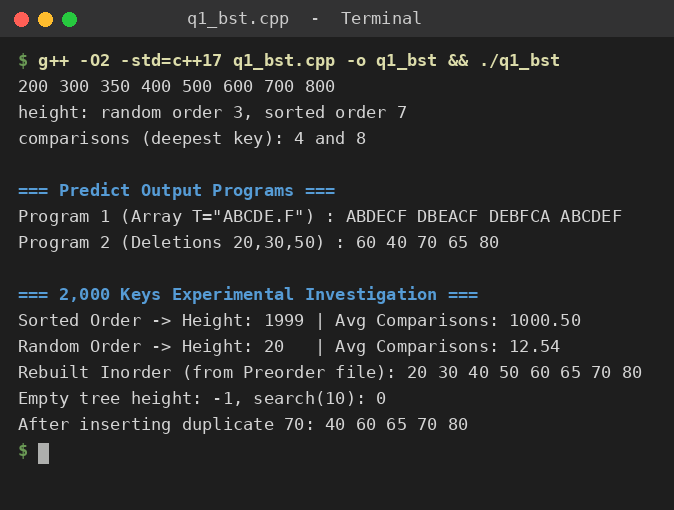 q1_bst.cpp - Terminal
$ g++ -O2 -std=c++17 q1_bst.cpp -o q1_bst && ./q1_bst
200 300 350 400 500 600 700 800
height: random order 3, sorted order 7
comparisons (deepest key): 4 and 8
=== Predict Output Programs ===
Program 1 (Array T="ABCDE.F") : ABDECF DBEACF DEBFCA ABCDEF
Program 2 (Deletions 20,30,50) : 60 40 70 65 80
=== 2,000 Keys Experimental Investigation ===
Sorted Order -> Height: 1999 | Avg Comparisons: 1000.50
Random Order -> Height: 20   | Avg Comparisons: 12.54
Rebuilt Inorder (from Preorder file): 20 30 40 50 60 65 70 80
Empty tree height: -1, search(10): 0
After inserting duplicate 70: 40 60 65 70 80
$